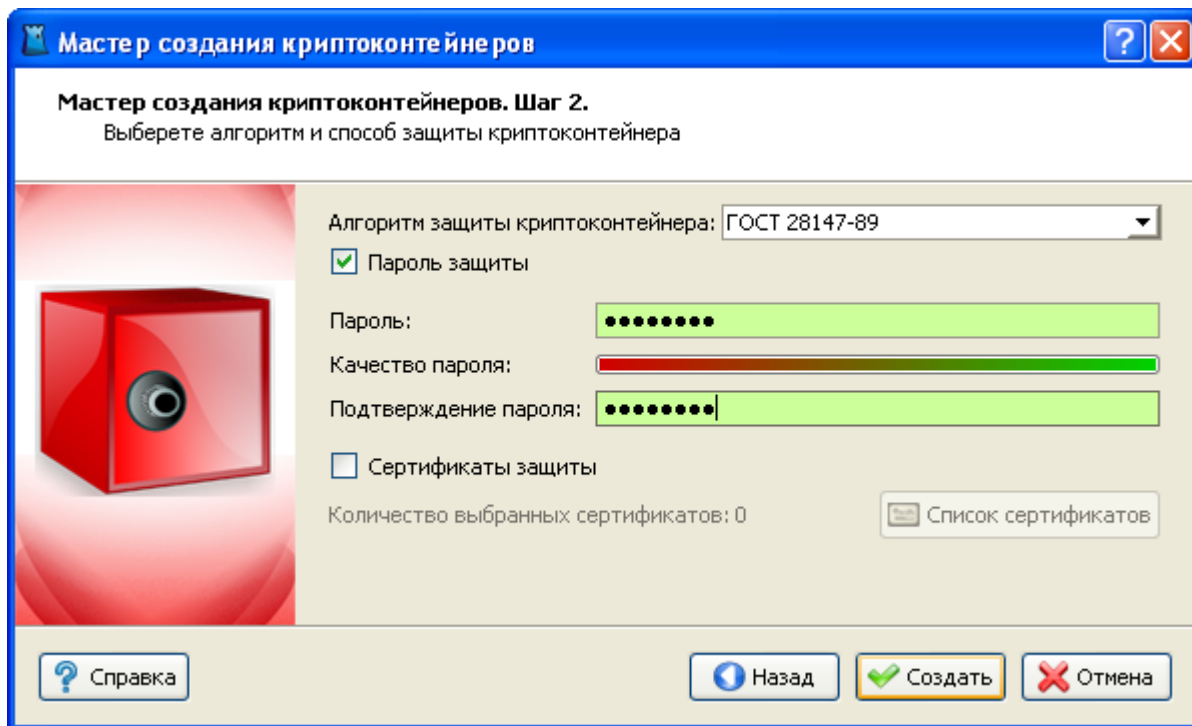 Мастер создания криптоконтейнеров
Мастер создания криптоконтейнеров. Шаг 2.
Выберете алгоритм и способ защиты криптоконтейнера
Алгоритм защиты криптоконтейнера: ГОСТ 28147-89
Пароль защиты
Пароль: ••••••••
Качество пароля:
Подтверждение пароля: ••••••••
Сертификаты защиты
Количество выбранных сертификатов: 0 Список сертификатов
Справка Назад Создать Отмена